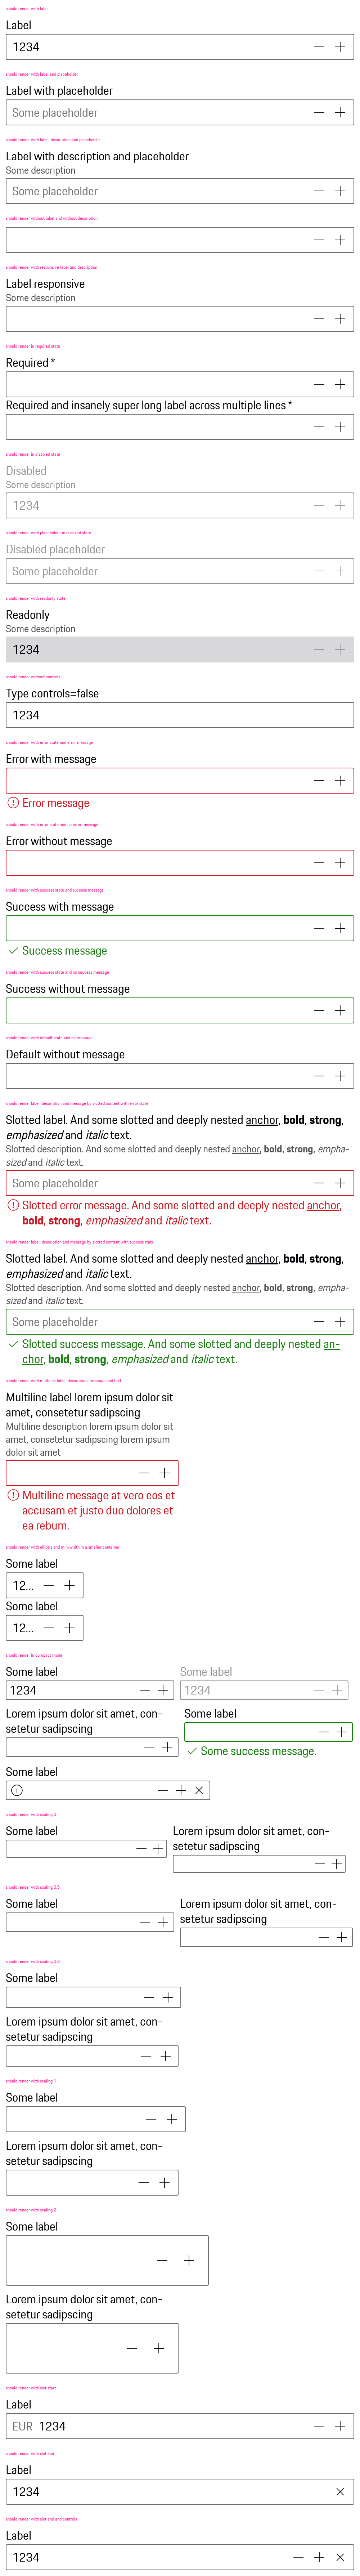 should render with label
Label
1234
should render with label and placeholder
Label with placeholder
Some placeholder
should render with label, description and placeholder
Label with description and placeholder
Some description
Some placeholder
should render without label and without description
should render with responsive label and description
Label responsive
Some description
should render in required state
Required *
Required and insanely super long label across multiple lines *
should render in disabled state
Disabled
Some description
1234
should render with placeholder in disabled state
Disabled placeholder
Some placeholder
should render with readonly state
Readonly
Some description
1234
should render without controls
Type controls=false
1234
should render with error state and error message
Error with message
Error message
should render with error state and no error message
Error without message
should render with success state and success message
Success with message
Success message
should render with success state and no success message
Success without message
should render with default state and no message
Default without message
should render label, description and message by slotted content with error state
Slotted label. And some slotted and deeply nested anchor, bold, strong,
emphasized and italic text.
Slotted description. And some slotted and deeply nested anchor, bold, strong, empha-
sized and italic text.
Some placeholder
Slotted error message. And some slotted and deeply nested anchor,
bold, strong, emphasized and italic text.
should render label, description and message by slotted content with success state
Slotted label. And some slotted and deeply nested anchor, bold, strong,
emphasized and italic text.
Slotted description. And some slotted and deeply nested anchor, bold, strong, empha-
sized and italic text.
Some placeholder
Slotted success message. And some slotted and deeply nested an-
chor, bold, strong, emphasized and italic text.
should render with multiline label, description, message and text
Multiline label lorem ipsum dolor sit
amet, consetetur sadipscing
Multiline description lorem ipsum dolor sit
amet, consetetur sadipscing lorem ipsum
dolor sit amet
Multiline message at vero eos et
accusam et justo duo dolores et
ea rebum.
should render with ellipsis and min width in a smaller container
Some label
12...
Some label
12...
should render in compact mode
Some label
1234
Some label
1234
Lorem ipsum dolor sit amet, con-
setetur sadipscing
Some label
Some success message.
Some label
should render with scaling 0
Some label
Lorem ipsum dolor sit amet, con-
setetur sadipscing
should render with scaling 0.5
Some label
Lorem ipsum dolor sit amet, con-
setetur sadipscing
should render with scaling 0.8
Some label
Lorem ipsum dolor sit amet, con-
setetur sadipscing
should render with scaling 1
Some label
Lorem ipsum dolor sit amet, con-
setetur sadipscing
should render with scaling 2
Some label
Lorem ipsum dolor sit amet, con-
setetur sadipscing
should render with slot start
Label
EUR 1234
should render with slot end
Label
1234
should render with slot end and controls
Label
1234